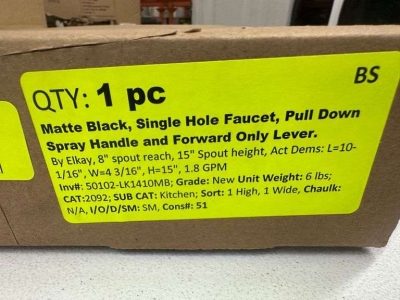 BS
QTY: 1 pc
Matte Black, Single Hole Faucet, Pull Down
Spray Handle and Forward Only Lever.
By Elkay, 8" spout reach, 15" Spout height, Act Dems: L=10-
1/16", W=4 3/16", H=15", 1.8 GPM
Inv#: 50102-LK1410MB; Grade: New Unit Weight: 6 lbs;
CAT:2092; SUB CAT: Kitchen; Sort: 1 High, 1 Wide, Chaulk:
N/A, I/O/D/SM: SM, Cons#: 51